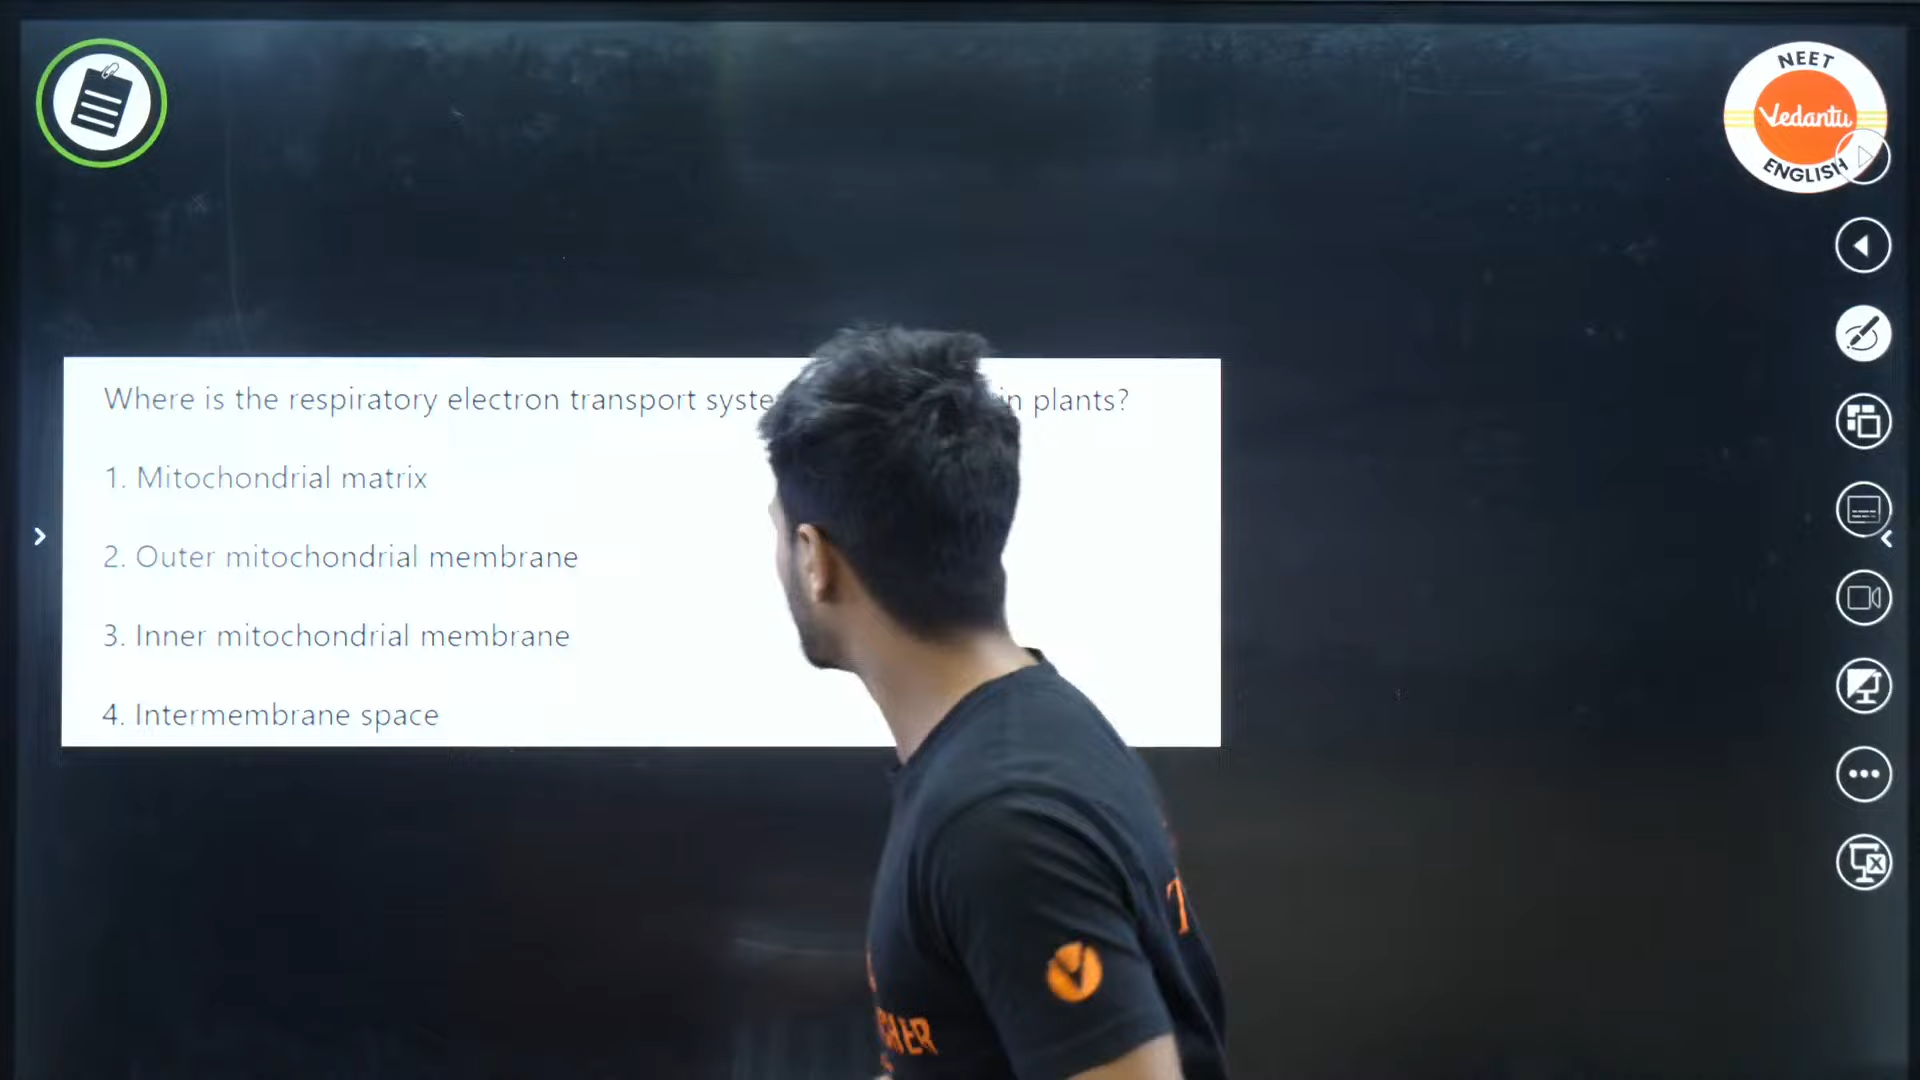 NEET
Vedantu
ENGLISH
Where is the respiratory electron transport in plants?
1. Mitochondrial matrix
2. Outer mitochondrial membrane
3. Inner mitochondrial membrane
4. Intermembrane space